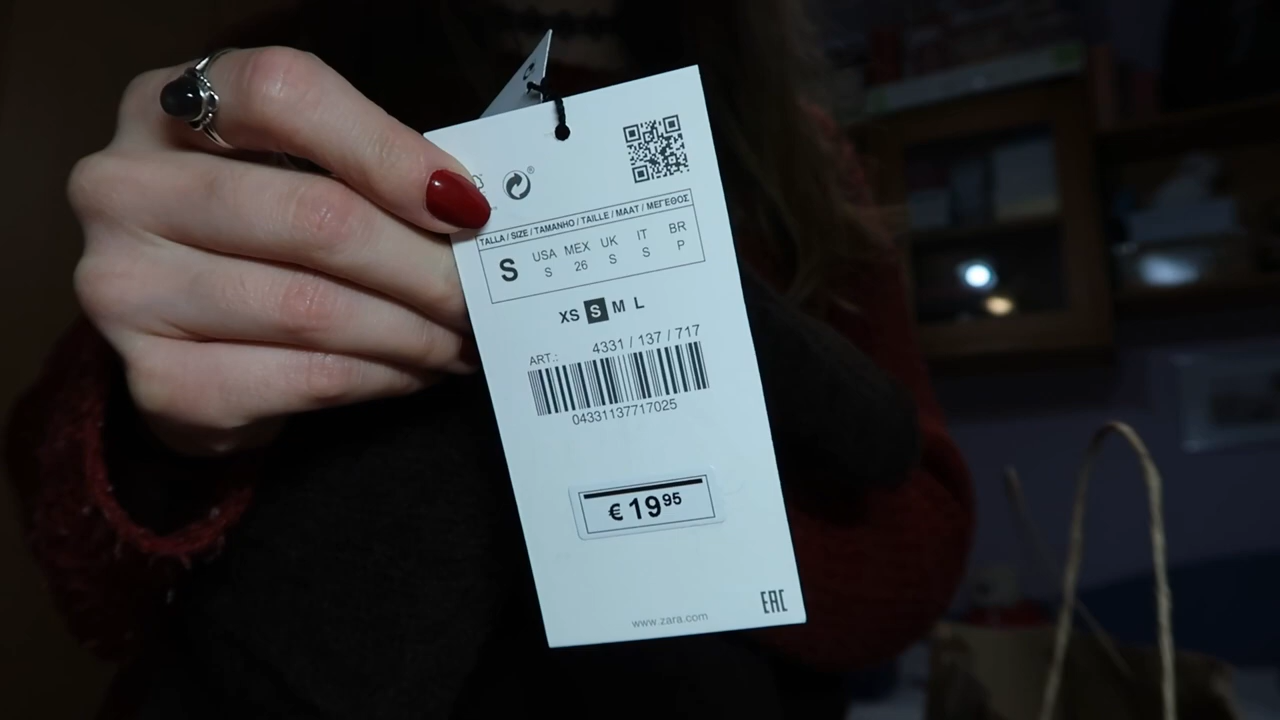 ®
TALLA / SIZE / TAMANHO / TAILLE / MAAT / ΜΕΓΕΘΟΣ
S USA MEX UK IT BR
S 26 S S P
XS S M L
ART.: 4331 / 137 / 717
04331137717025
€ 19 95
EAC
www.zara.com